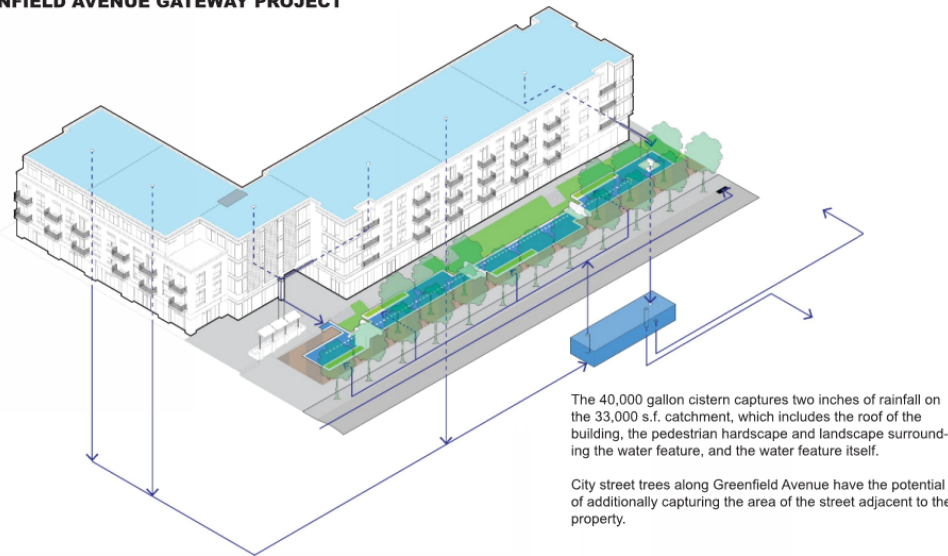 NFIELD AVENUE GATEWAY PROJECT
The 40,000 gallon cistern captures two inches of rainfall on
the 33,000 s.f. catchment, which includes the roof of the
building, the pedestrian hardscape and landscape surround-
ing the water feature, and the water feature itself.
City street trees along Greenfield Avenue have the potential
of additionally capturing the area of the street adjacent to the
property.